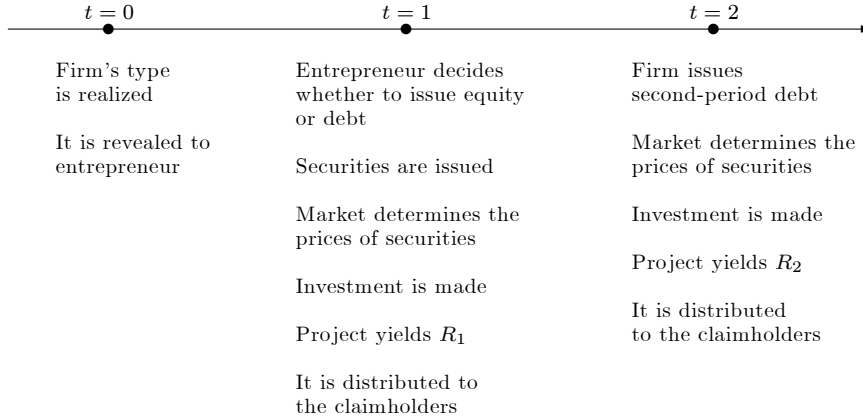 t = 0
t = 1
t = 2
Firm's type
is realized
It is revealed to
entrepreneur
Entrepreneur decides
whether to issue equity
or debt
Securities are issued
Market determines the
prices of securities
Investment is made
Project yields R₁
It is distributed to
the claimholders
Firm issues
second-period debt
Market determines the
prices of securities
Investment is made
Project yields R₂
It is distributed
to the claimholders